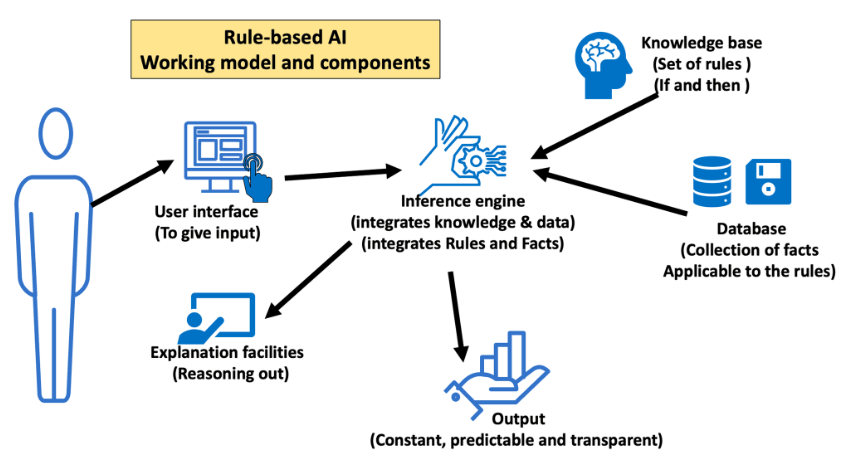 Rule-based AI
Working model and components
Knowledge base
(Set of rules )
(If and then )
User interface
(To give input)
Inference engine
(integrates knowledge & data)
(integrates Rules and Facts)
Database
(Collection of facts
Applicable to the rules)
Explanation facilities
(Reasoning out)
Output
(Constant, predictable and transparent)